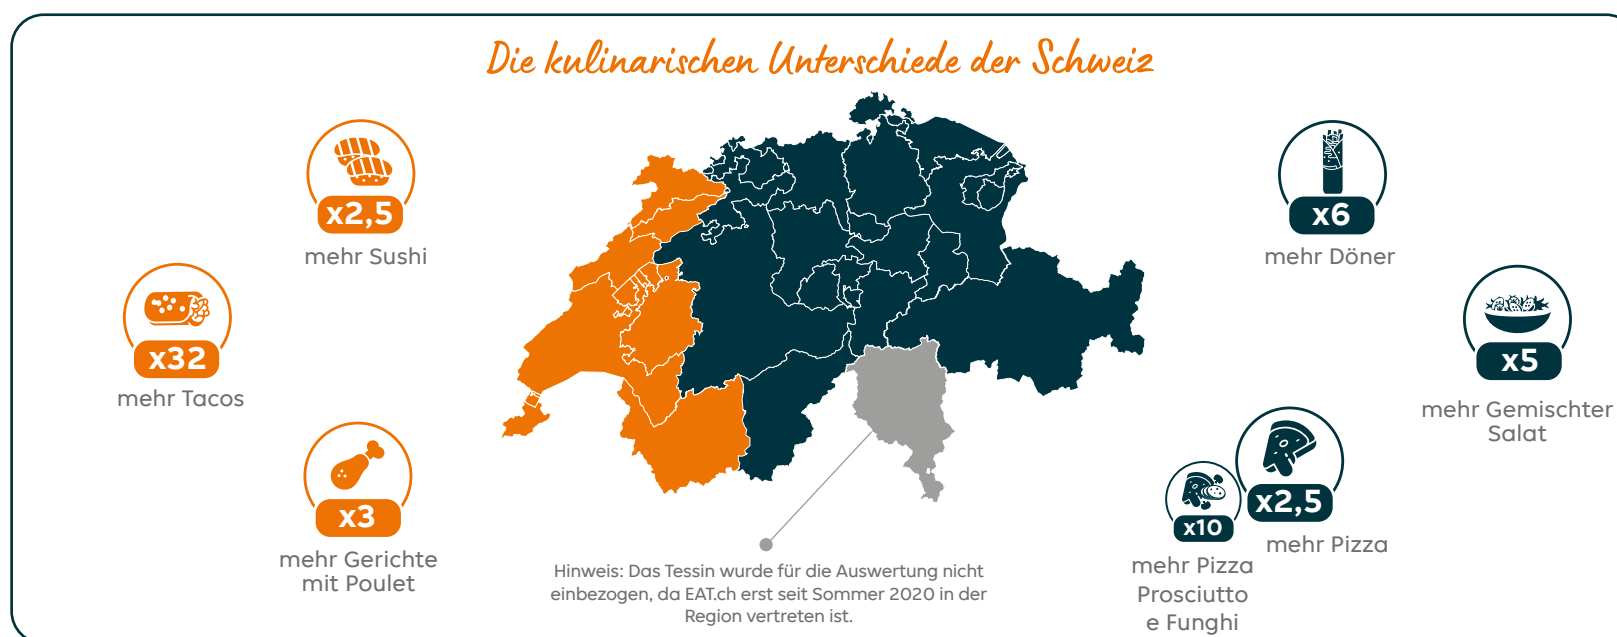 Die kulinarischen Unterschiede der Schweiz
x2,5
mehr Sushi
x32
mehr Tacos
x3
mehr Gerichte
mit Poulet
x6
mehr Döner
x5
mehr Gemischter
Salat
x2,5
mehr Pizza
x10
mehr Pizza
Prosciutto
e Funghi
Hinweis: Das Tessin wurde für die Auswertung nicht
einbezogen, da EAT.ch erst seit Sommer 2020 in der
Region vertreten ist.